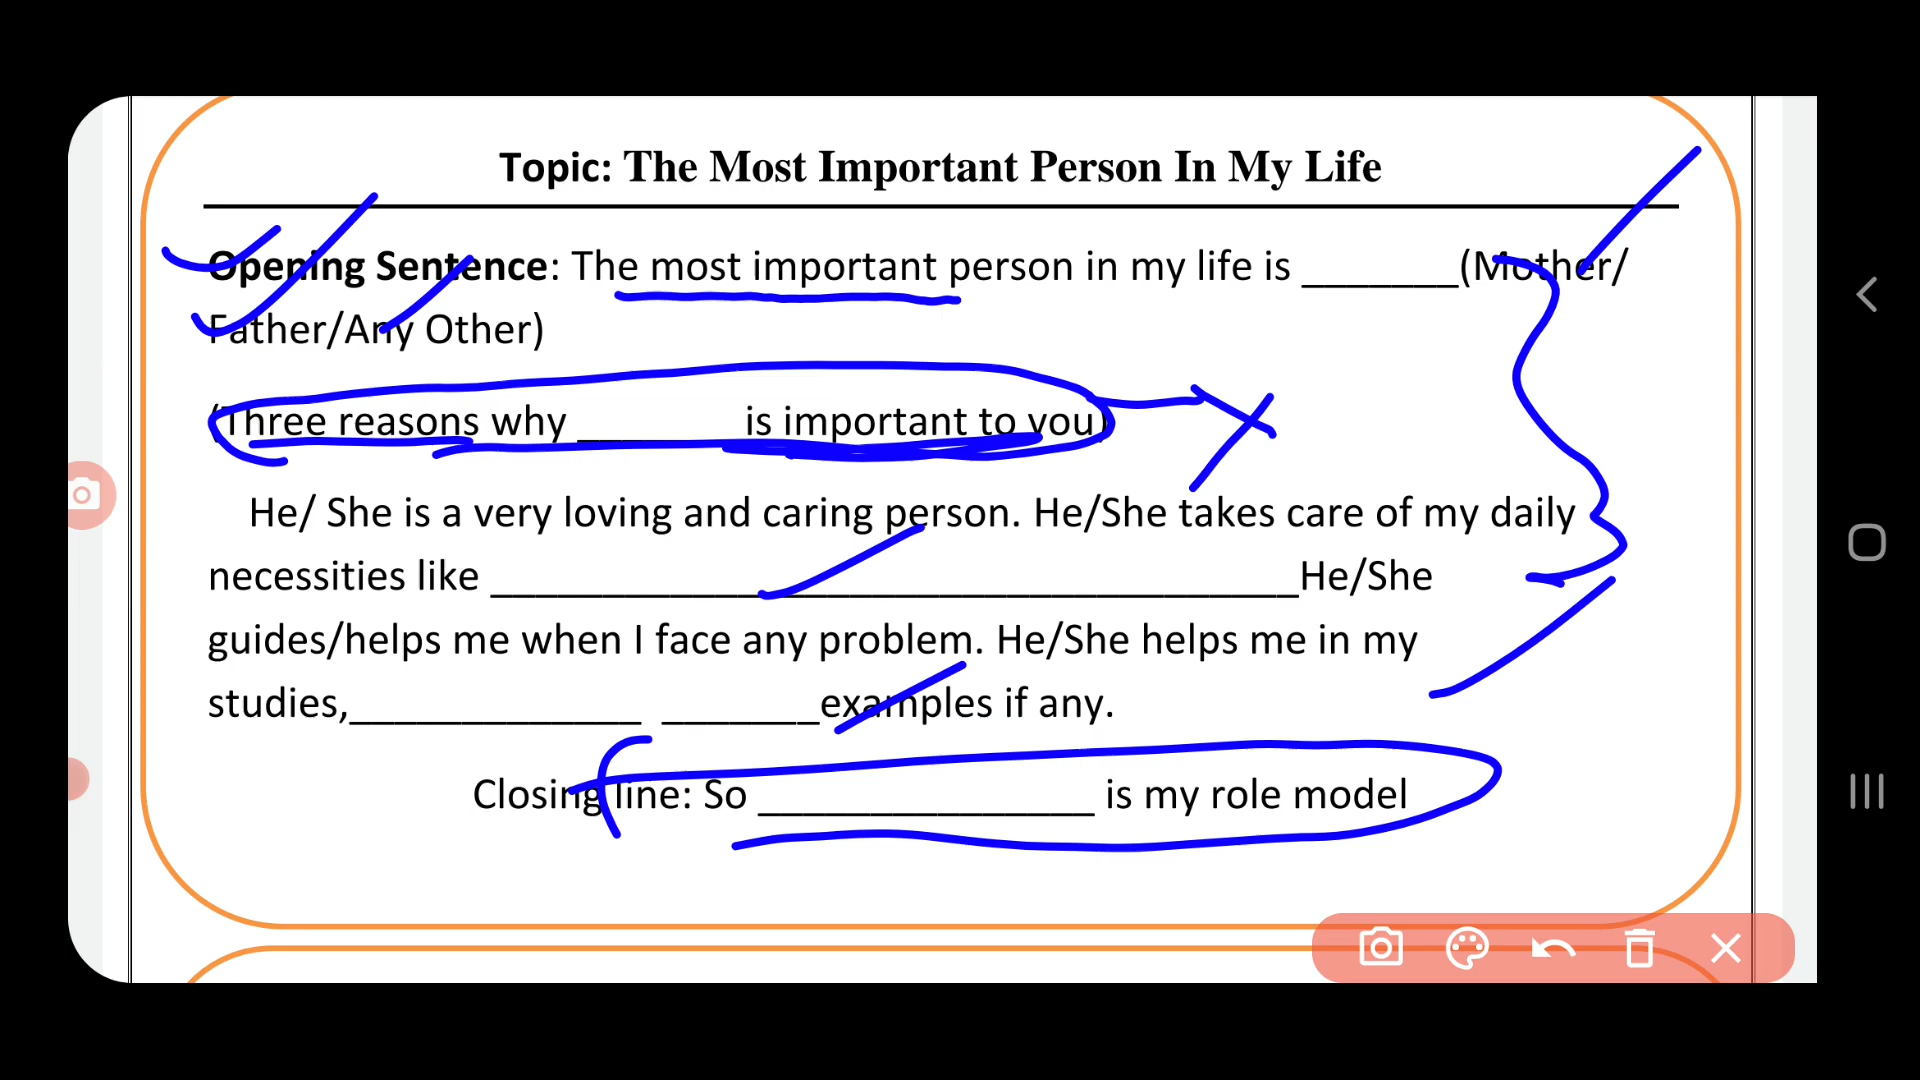 Topic: The Most Important Person In My Life
Opening Sentence: The most important person in my life is _______(Mother/
Father/Any Other)
(Three reasons why _______ is important to you)
He/ She is a very loving and caring person. He/She takes care of my daily
necessities like ____________________________________He/She
guides/helps me when I face any problem. He/She helps me in my
studies,_____________ _______examples if any.
Closing line: So _______________ is my role model